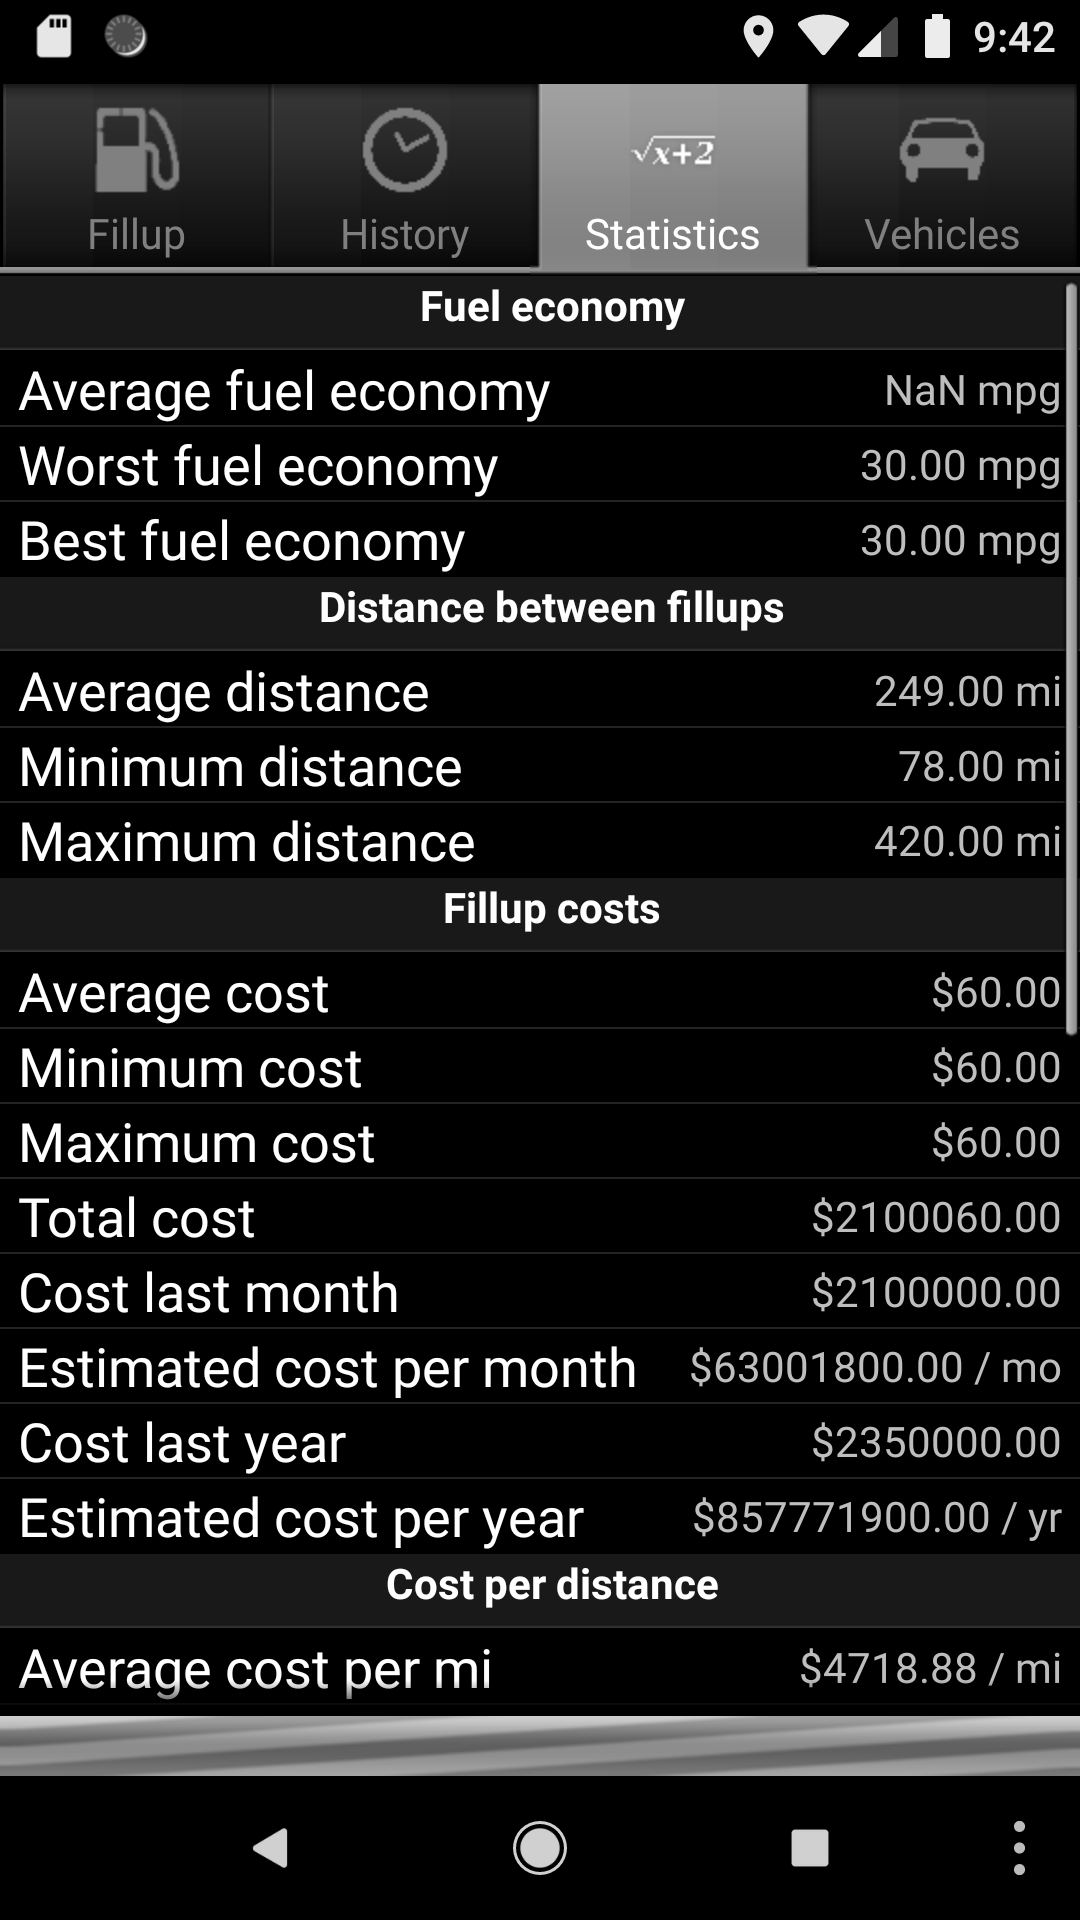 9:42
Fillup
History
√x+2
Statistics
Vehicles
Fuel economy
Average fuel economy NaN mpg
Worst fuel economy 30.00 mpg
Best fuel economy 30.00 mpg
Distance between fillups
Average distance 249.00 mi
Minimum distance 78.00 mi
Maximum distance 420.00 mi
Fillup costs
Average cost $60.00
Minimum cost $60.00
Maximum cost $60.00
Total cost $2100060.00
Cost last month $2100000.00
Estimated cost per month $63001800.00 / mo
Cost last year $2350000.00
Estimated cost per year $857771900.00 / yr
Cost per distance
Average cost per mi $4718.88 / mi